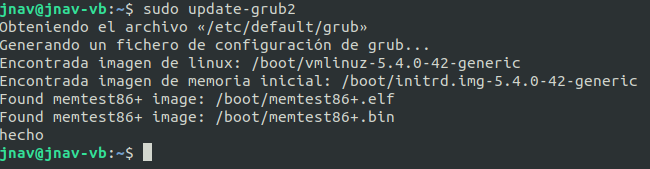 jnav@jnav-vb:~$ sudo update-grub2
Obteniendo el archivo «/etc/default/grub»
Generando un fichero de configuración de grub...
Encontrada imagen de linux: /boot/vmlinuz-5.4.0-42-generic
Encontrada imagen de memoria inicial: /boot/initrd.img-5.4.0-42-generic
Found memtest86+ image: /boot/memtest86+.elf
Found memtest86+ image: /boot/memtest86+.bin
hecho
jnav@jnav-vb:~$